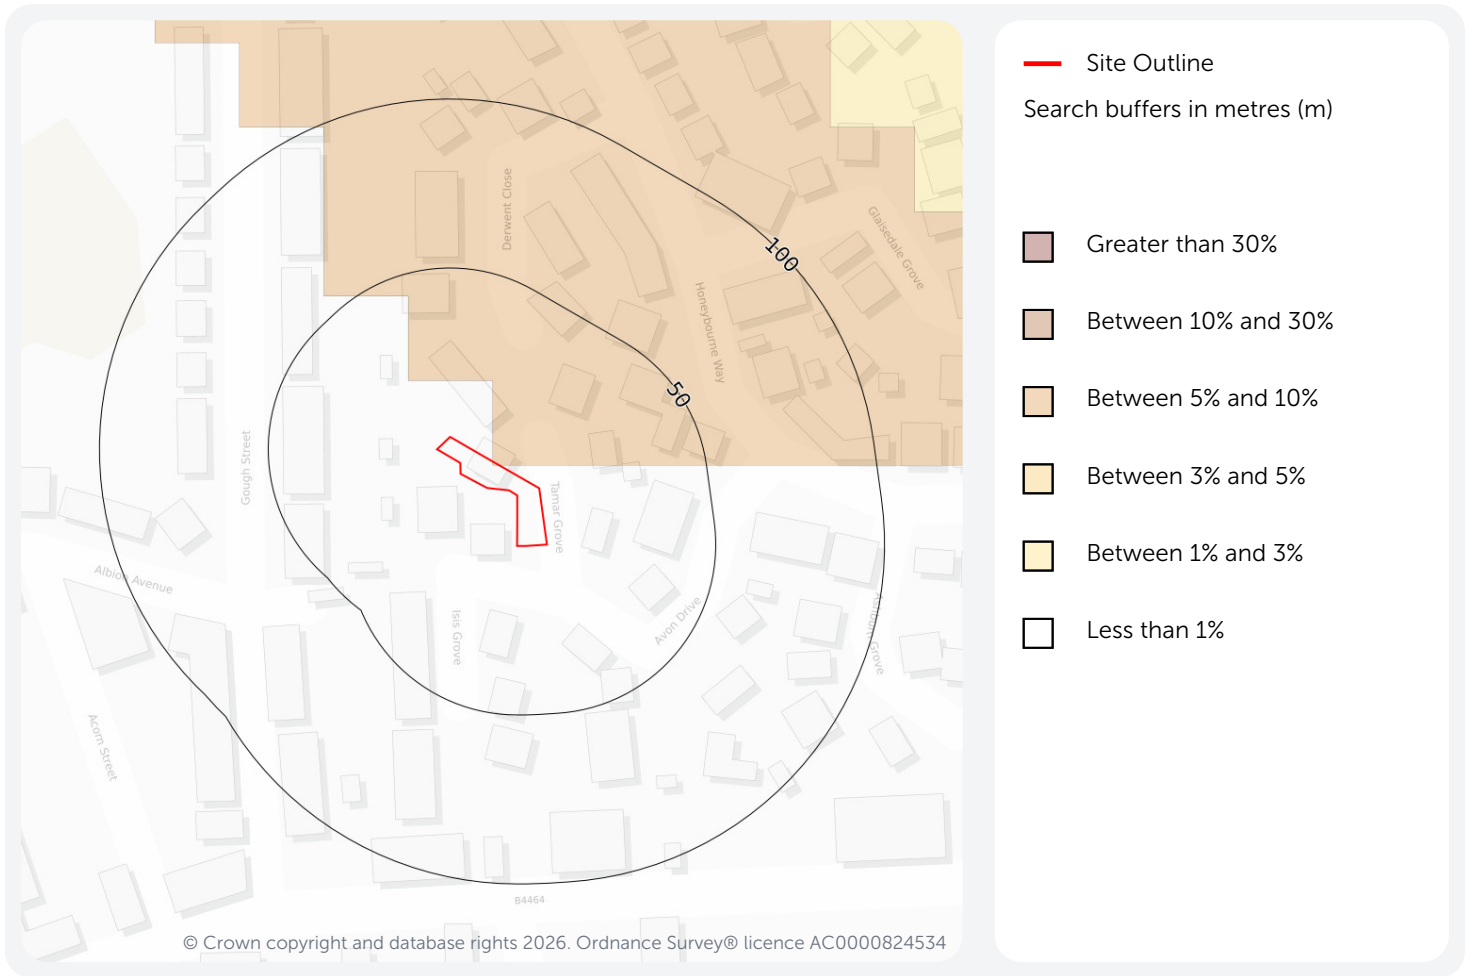 Derwent Close
Glaisedale Grove
100
Honeybourne Way
50
Gough Street
Tamar Grove
Albion Avenue
Isis Grove
Avon Drive
Grove
Acorn Street
B4464
© Crown copyright and database rights 2026. Ordnance Survey® licence AC0000824534
Site Outline
Search buffers in metres (m)
Greater than 30%
Between 10% and 30%
Between 5% and 10%
Between 3% and 5%
Between 1% and 3%
Less than 1%